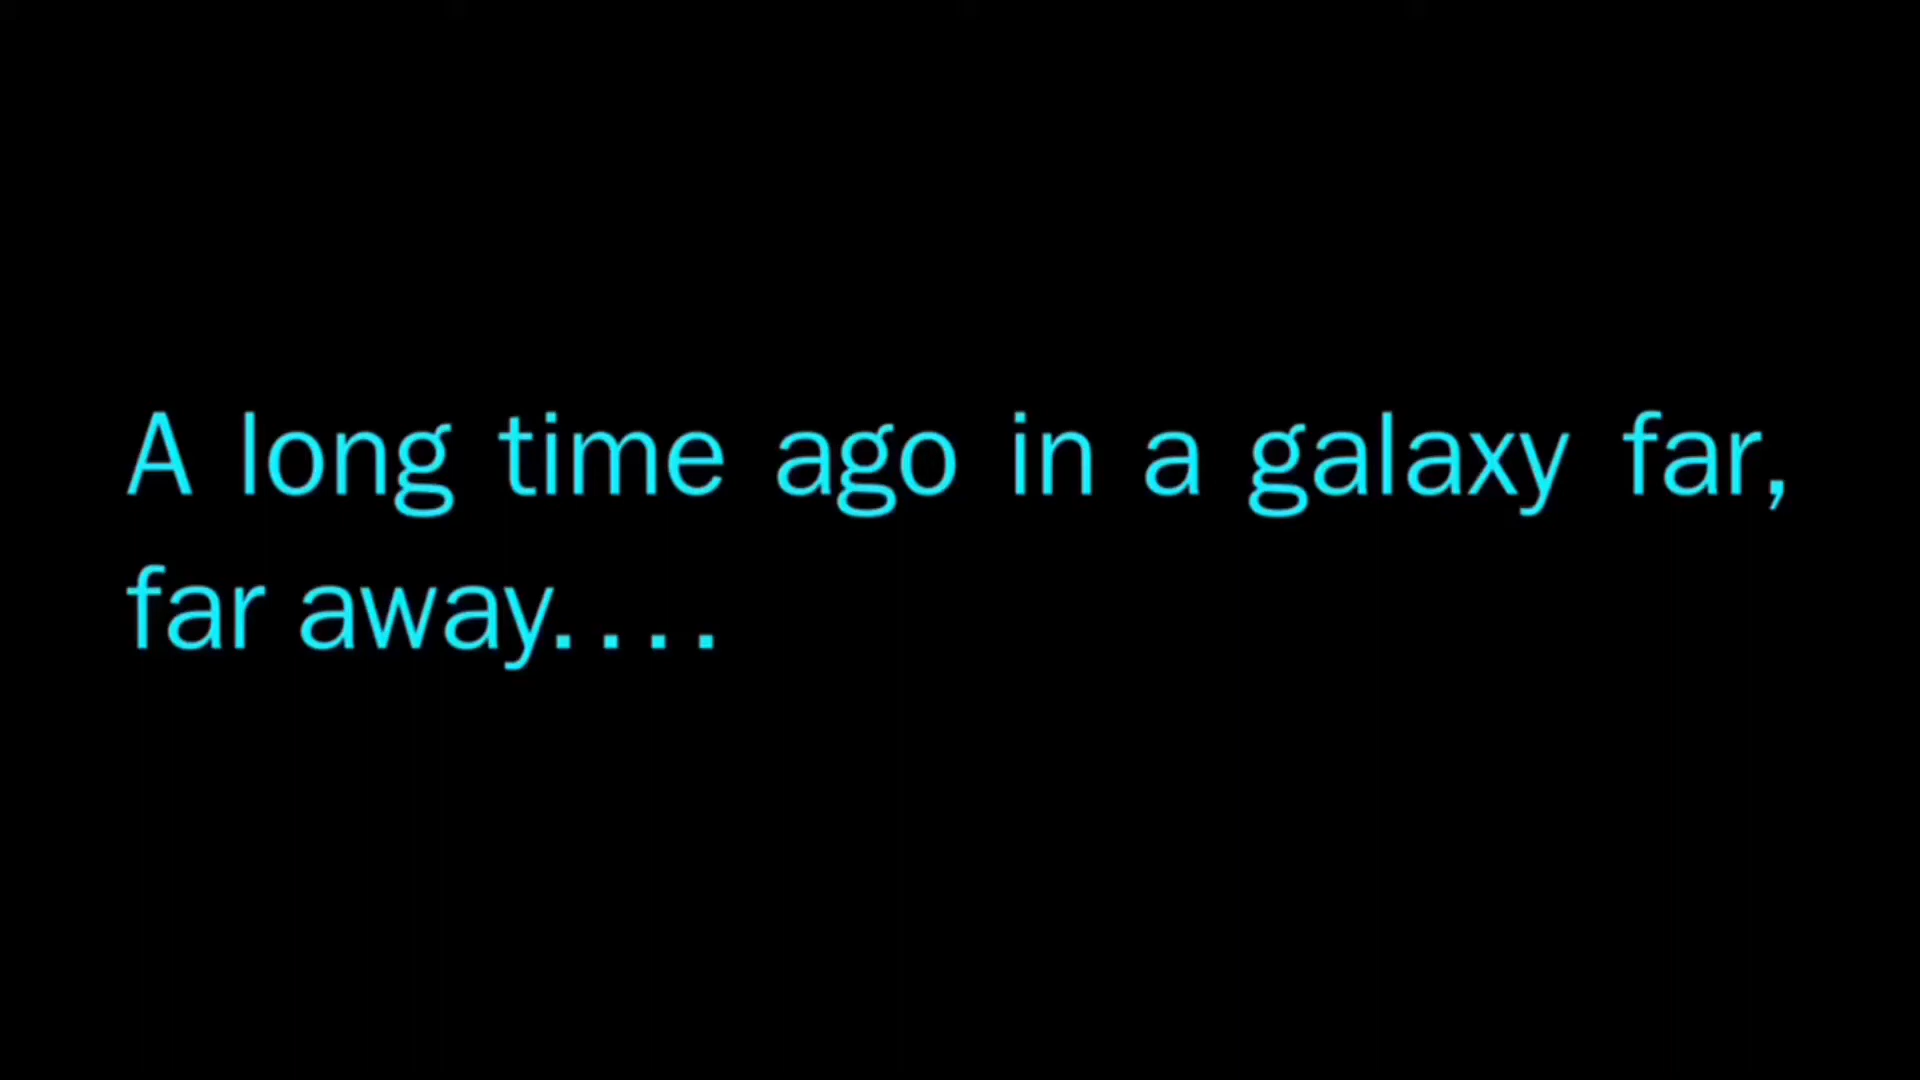 A long time ago in a galaxy far,
far away. . . .